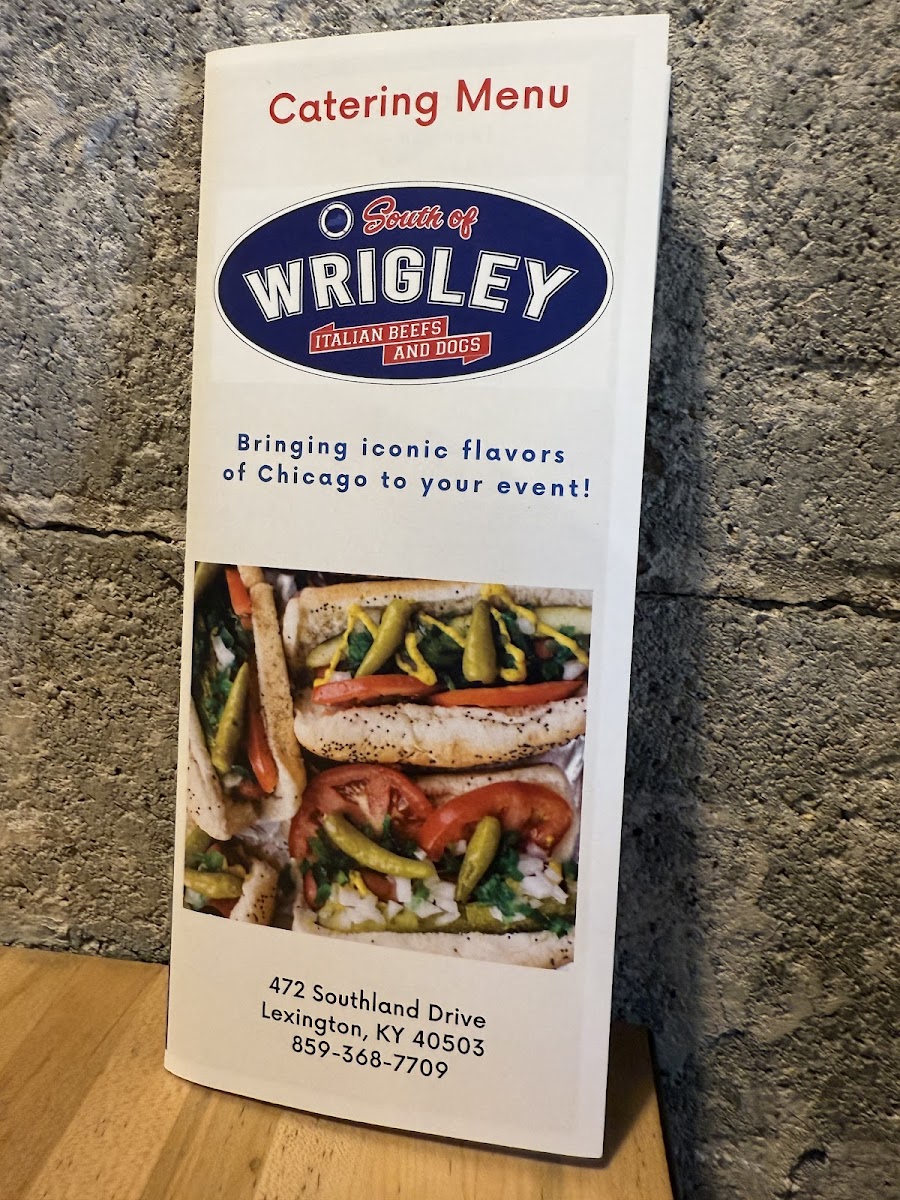 Catering Menu
South of
WRIGLEY
ITALIAN BEEFS
AND DOGS
Bringing iconic flavors
of Chicago to your event!
472 Southland Drive
Lexington, KY 40503
859-368-7709